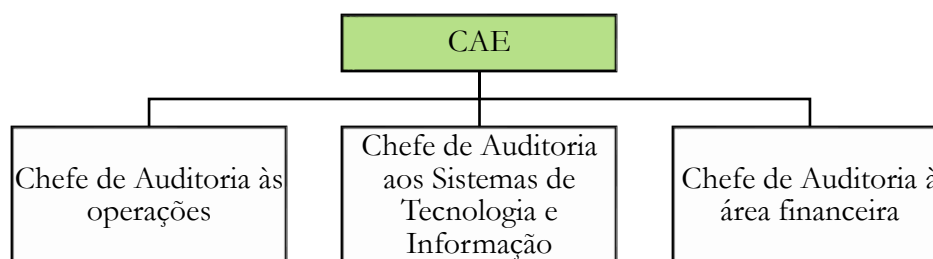 CAE
Chefe de Auditoria às
operações
Chefe de Auditoria
aos Sistemas de
Tecnologia e
Informação
Chefe de Auditoria à
área financeira